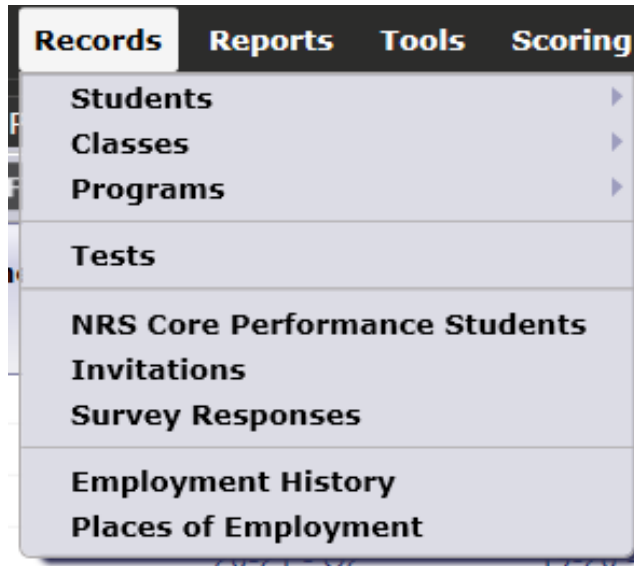 Records Reports Tools Scoring
Students
Classes
Programs
Tests
NRS Core Performance Students
Invitations
Survey Responses
Employment History
Places of Employment